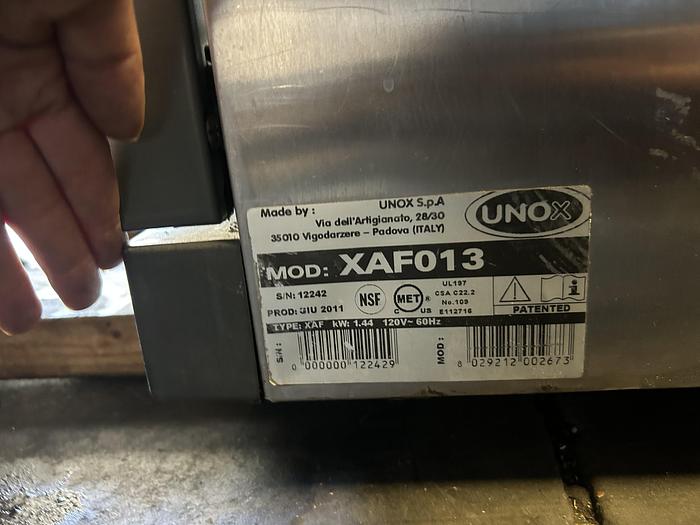 Made by : UNOX S.p.A
Via dell'Artigianato, 28/30
35010 Vigodarzere – Padova (ITALY)
UNOX
MOD: XAF013
S/N: 12242
PROD: GIU 2011
NSF
MET®
C US
UL197
CSA C22.2
No.109
E112716
PATENTED
TYPE: XAF kW: 1.44 120V~ 60Hz
S/N:
0 000000 122429
MOD:
8 029212 002673